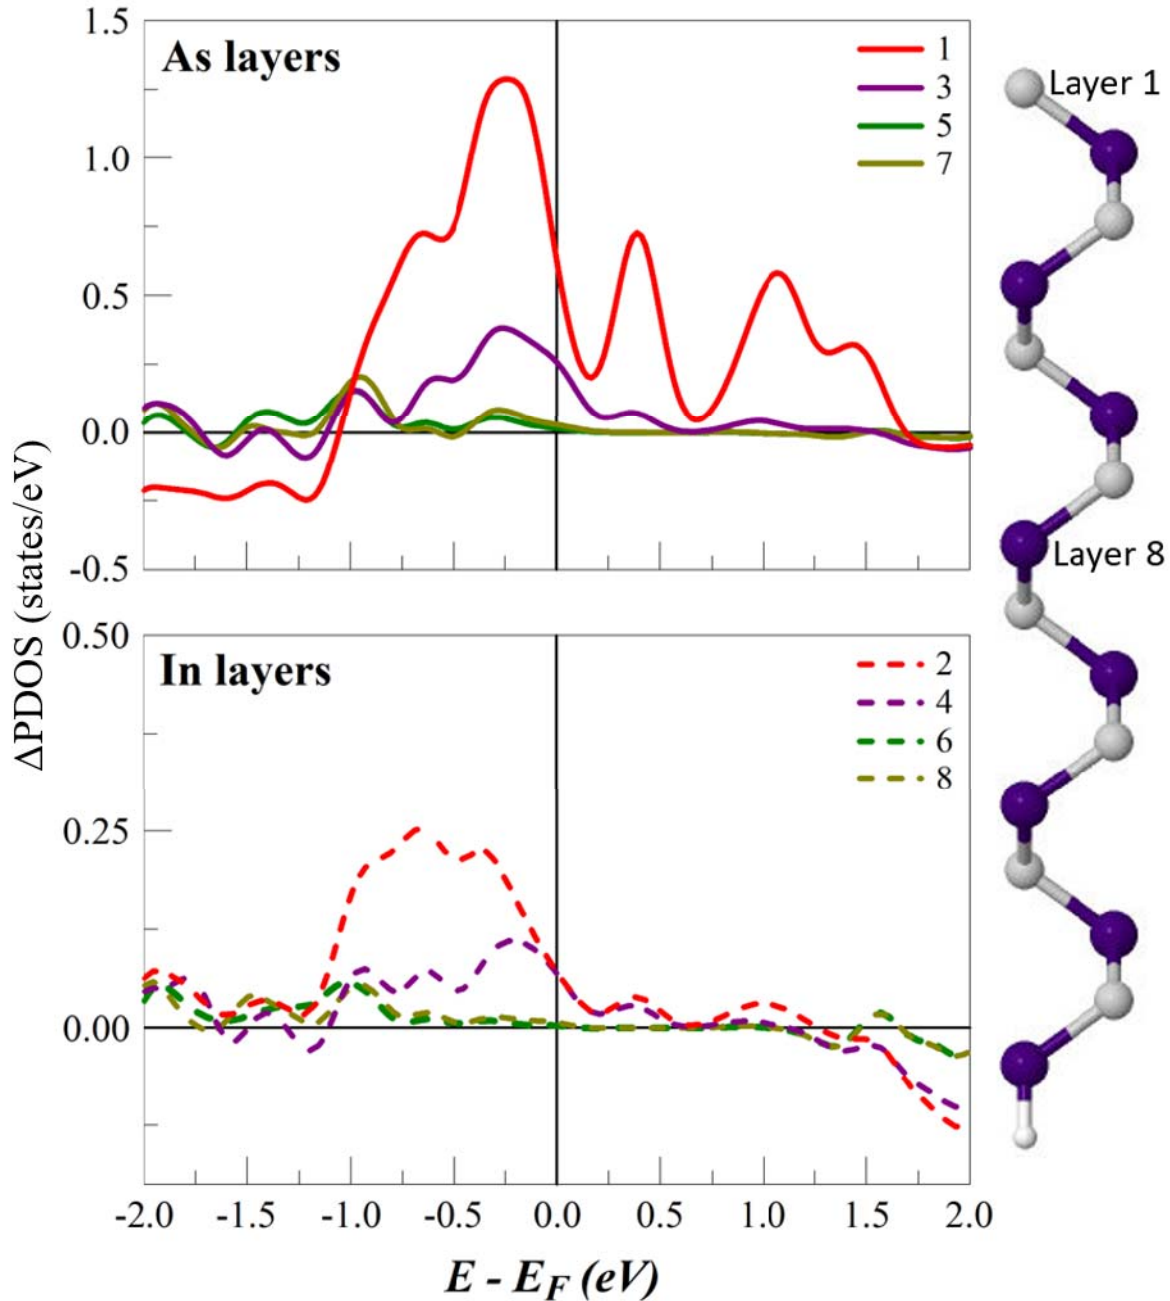 1.5
As layers
1
3
5
7
Layer 1
1.0
0.5
0.0
-0.5
Layer 8
ΔPDOS (states/eV)
0.50
In layers
2
4
6
8
0.25
0.00
-2.0 -1.5 -1.0 -0.5 0.0 0.5 1.0 1.5 2.0
E - E_F (eV)